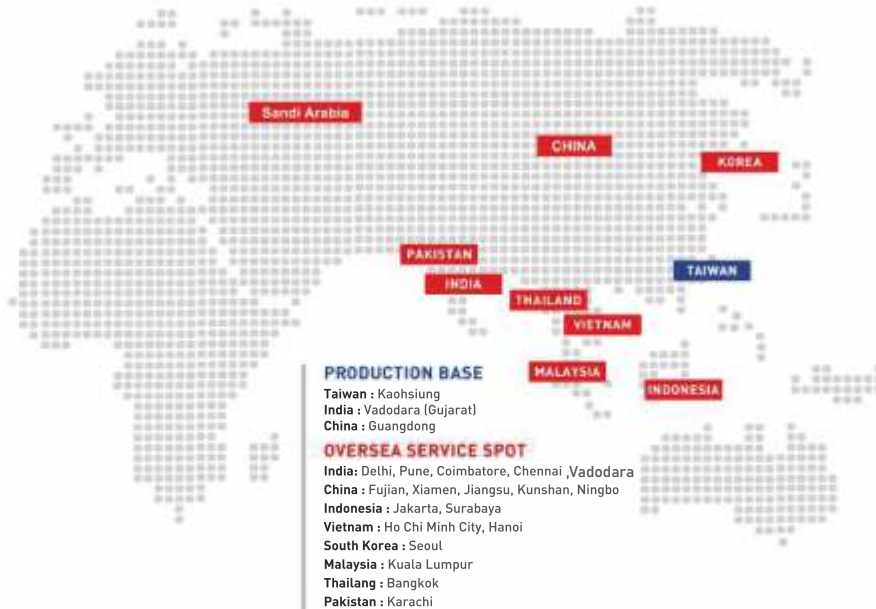 Sandi Arabia
CHINA
KOREA
PAKISTAN
TAIWAN
INDIA
THAILAND
VIETNAM
MALAYSIA
INDONESIA
PRODUCTION BASE
Taiwan : Kaohsiung
India : Vadodara (Gujarat)
China : Guangdong
OVERSEA SERVICE SPOT
India: Delhi, Pune, Coimbatore, Chennai ,Vadodara
China : Fujian, Xiamen, Jiangsu, Kunshan, Ningbo
Indonesia : Jakarta, Surabaya
Vietnam : Ho Chi Minh City, Hanoi
South Korea : Seoul
Malaysia : Kuala Lumpur
Thailang : Bangkok
Pakistan : Karachi